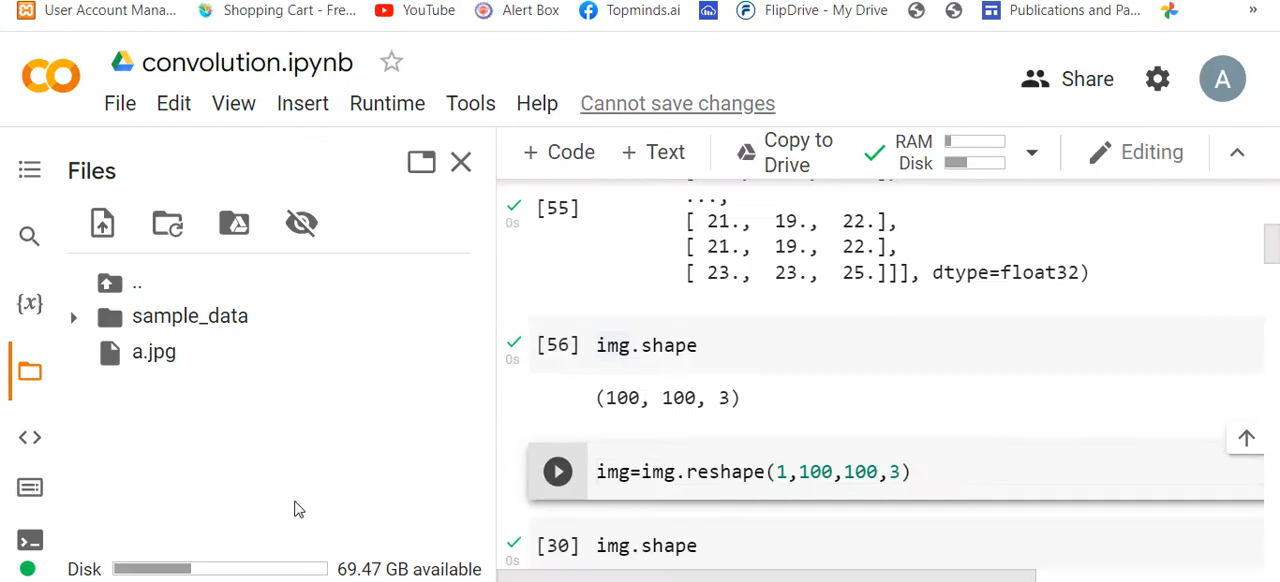 User Account Mana... Shopping Cart - Fre... YouTube Alert Box Topminds.ai FlipDrive - My Drive Publications and Pa... »
convolution.ipynb
Share A
File Edit View Insert Runtime Tools Help Cannot save changes
Files
+ Code + Text Copy to Drive RAM Disk Editing
...,
[55] [ 21., 19., 22.],
0s
[ 21., 19., 22.],
[ 23., 23., 25.]]], dtype=float32)
..
{x} sample_data
a.jpg
[56] img.shape
0s
(100, 100, 3)
img=img.reshape(1,100,100,3)
[30] img.shape
0s
Disk 69.47 GB available